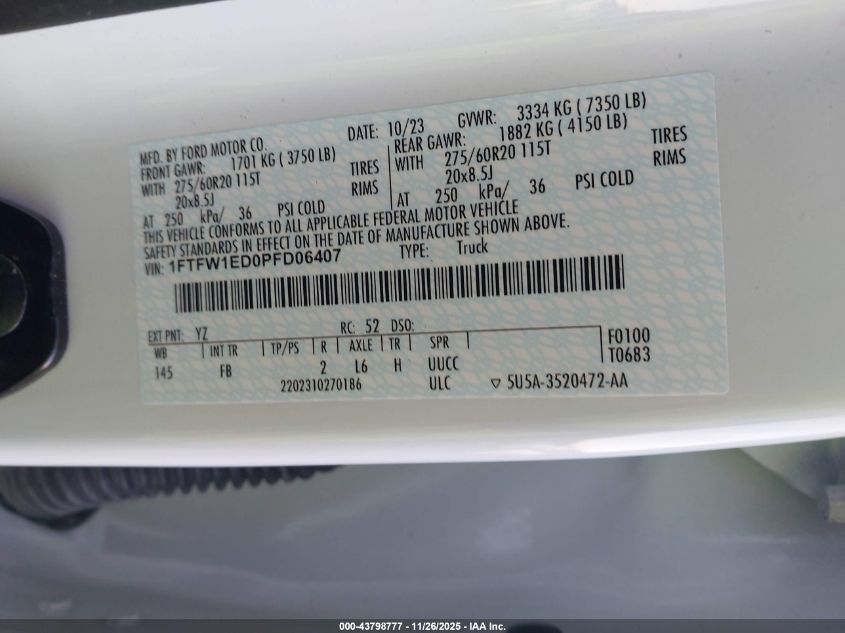 MFD. BY FORD MOTOR CO.
DATE: 10/23 GVWR: 3334 KG ( 7350 LB)
FRONT GAWR: 1701 KG ( 3750 LB)
REAR GAWR: 1882 KG ( 4150 LB)
WITH 275/60R20 115T TIRES
WITH 275/60R20 115T TIRES
20x8.5J RIMS
20x8.5J RIMS
AT 250 kPa/ 36 PSI COLD
AT 250 kPa/ 36 PSI COLD
THIS VEHICLE CONFORMS TO ALL APPLICABLE FEDERAL MOTOR VEHICLE
SAFETY STANDARDS IN EFFECT ON THE DATE OF MANUFACTURE SHOWN ABOVE.
VIN: 1FTFW1ED0PFD06407 TYPE: Truck
EXT PNT: YZ RC: 52 DSO:
WB INT TR TP/PS R AXLE TR SPR F0100
145 FB 2 L6 H UUCC T0683
2202310270186 ULC ▽ 5U5A-3520472-AA
000-43798777 - 11/26/2025 - IAA Inc.